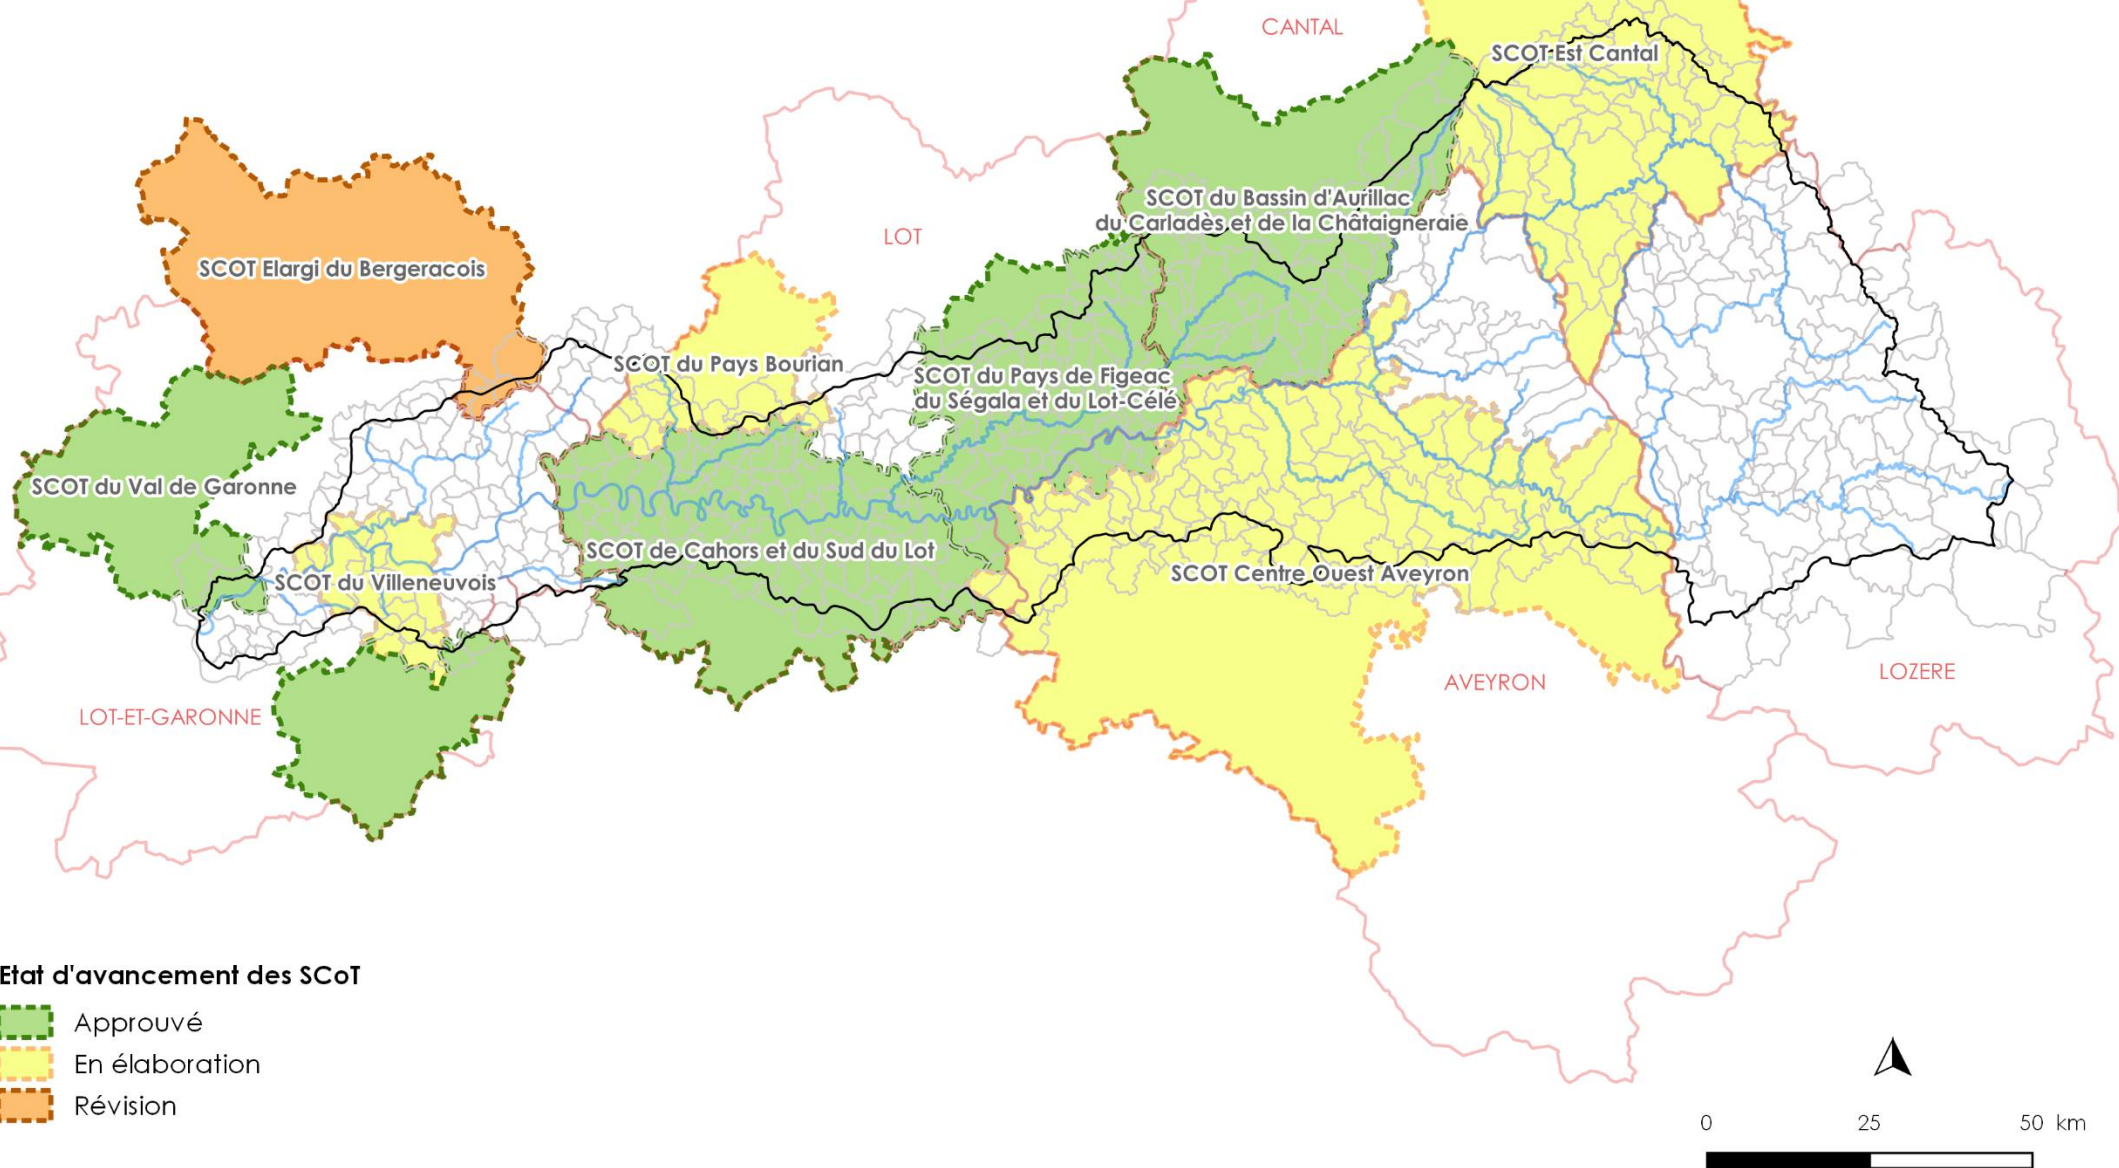 CANTAL
SCOT Est Cantal
SCOT du Bassin d'Aurillac
du Carladès et de la Châtaigneraie
LOT
SCOT Elargi du Bergeracois
SCOT du Pays Bourian
SCOT du Pays de Figeac
du Ségala et du Lot-Célé
SCOT du Val de Garonne
SCOT de Cahors et du Sud du Lot
SCOT du Villeneuvois
SCOT Centre Ouest Aveyron
LOZERE
AVEYRON
LOT-ET-GARONNE
Etat d'avancement des SCoT
Approuvé
En élaboration
Révision
0 25 50 km